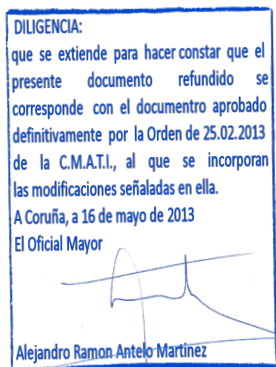 DILIGENCIA:
que se extiende para hacer constar que el
presente documento refundido se
corresponde con el documentro aprobado
definitivamente por la Orden de 25.02.2013
de la C.M.A.T.I., al que se incorporan
las modificaciones señaladas en ella.
A Coruña, a 16 de mayo de 2013
El Oficial Mayor
Alejandro Ramon Antelo Martinez